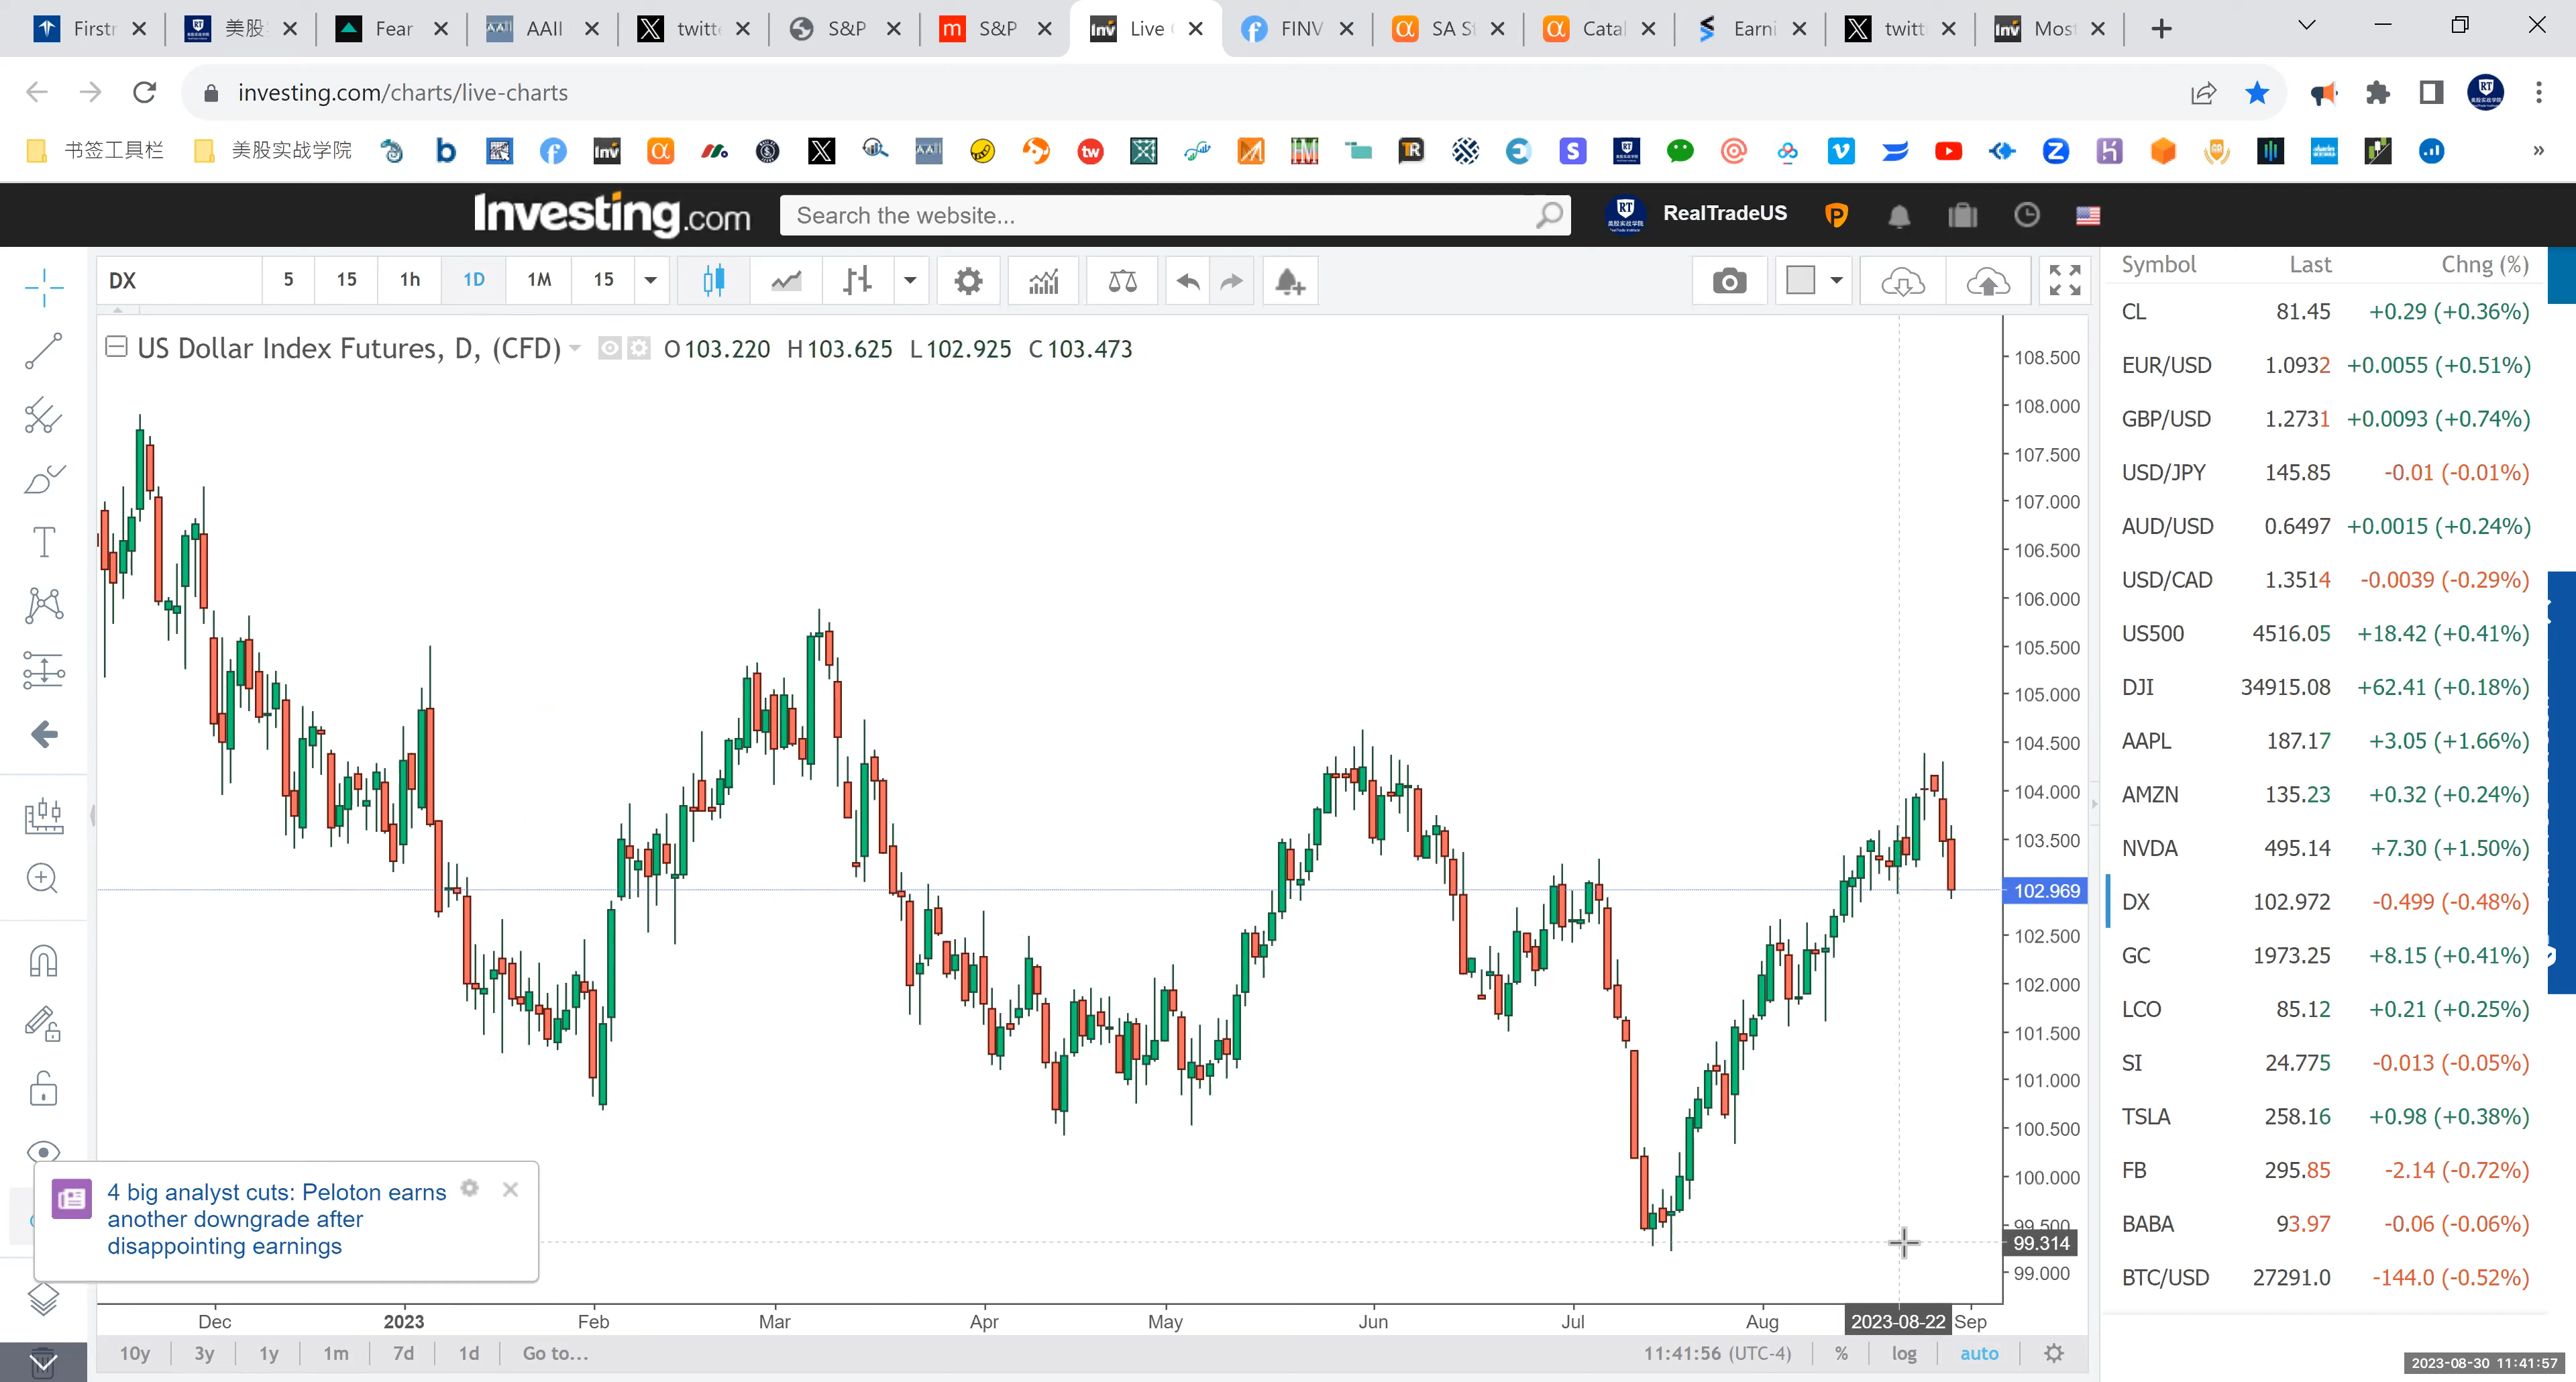 Firstr
美股
Fear
AAII
twitte
S&P
S&P
Live
FINV
SA S
Catal
Earni
twitt
Mos
investing.com/charts/live-charts
书签工具栏
美股实战学院
Investing.com
Search the website...
RealTradeUS
DX
5
15
1h
1D
1M
15
US Dollar Index Futures, D, (CFD)
O 103.220 H 103.625 L 102.925 C 103.473
108.500
108.000
107.500
107.000
106.500
106.000
105.500
105.000
104.500
104.000
103.500
102.969
102.500
102.000
101.500
101.000
100.500
100.000
99.500
99.314
99.000
Dec 2023 Feb Mar Apr May Jun Jul Aug 2023-08-22 Sep
10y 3y 1y 1m 7d 1d Go to... 11:41:56 (UTC-4) % log auto
4 big analyst cuts: Peloton earns
another downgrade after
disappointing earnings
Symbol Last Chng (%)
CL 81.45 +0.29 (+0.36%)
EUR/USD 1.0932 +0.0055 (+0.51%)
GBP/USD 1.2731 +0.0093 (+0.74%)
USD/JPY 145.85 -0.01 (-0.01%)
AUD/USD 0.6497 +0.0015 (+0.24%)
USD/CAD 1.3514 -0.0039 (-0.29%)
US500 4516.05 +18.42 (+0.41%)
DJI 34915.08 +62.41 (+0.18%)
AAPL 187.17 +3.05 (+1.66%)
AMZN 135.23 +0.32 (+0.24%)
NVDA 495.14 +7.30 (+1.50%)
DX 102.972 -0.499 (-0.48%)
GC 1973.25 +8.15 (+0.41%)
LCO 85.12 +0.21 (+0.25%)
SI 24.775 -0.013 (-0.05%)
TSLA 258.16 +0.98 (+0.38%)
FB 295.85 -2.14 (-0.72%)
BABA 93.97 -0.06 (-0.06%)
BTC/USD 27291.0 -144.0 (-0.52%)
2023-08-30 11:41:57